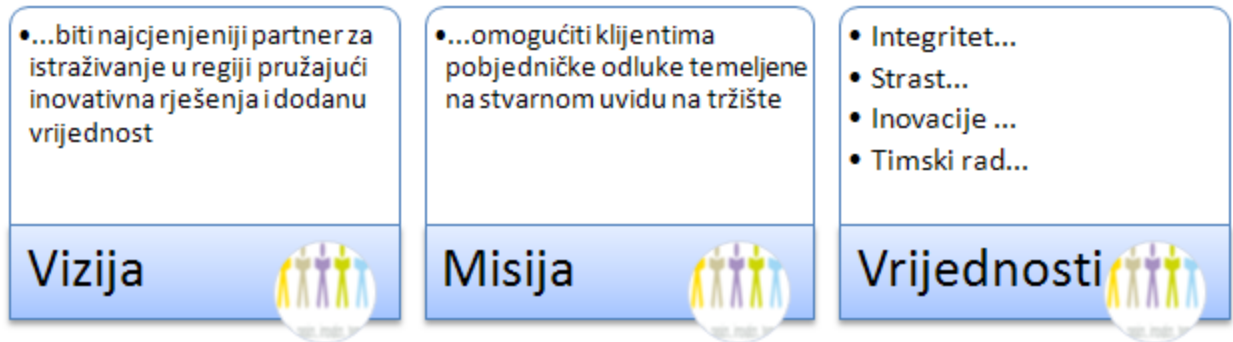 •...biti najcjenjeniji partner za
istraživanje u regiji pružajući
inovativna rješenja i dodanu
vrijednost
Vizija
•...omogućiti klijentima
pobjedničke odluke temeljene
na stvarnom uvidu na tržište
Misija
• Integritet...
• Strast...
• Inovacije ...
• Timski rad...
Vrijednosti